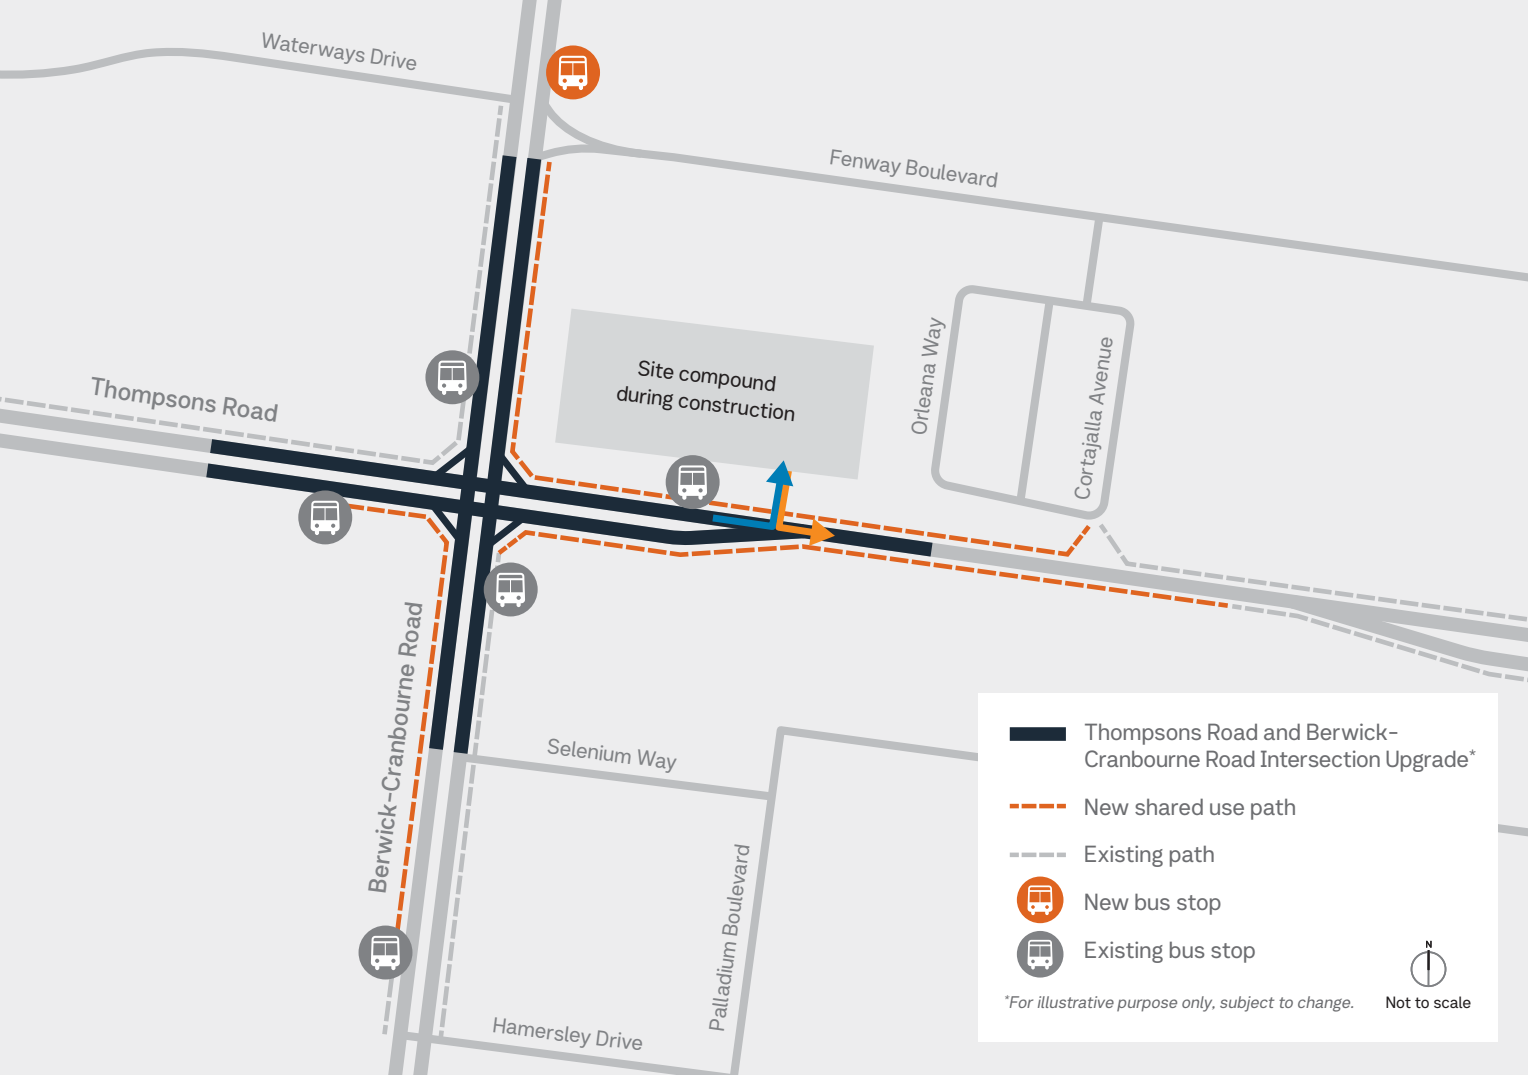 Waterways Drive
Fenway Boulevard
Thompsons Road
Site compound
during construction
Orleana Way
Cortajalla Avenue
Berwick-Cranbourne Road
Selenium Way
Palladium Boulevard
Hamersley Drive
Thompsons Road and Berwick-
Cranbourne Road Intersection Upgrade*
New shared use path
Existing path
New bus stop
Existing bus stop
N
*For illustrative purpose only, subject to change.
Not to scale